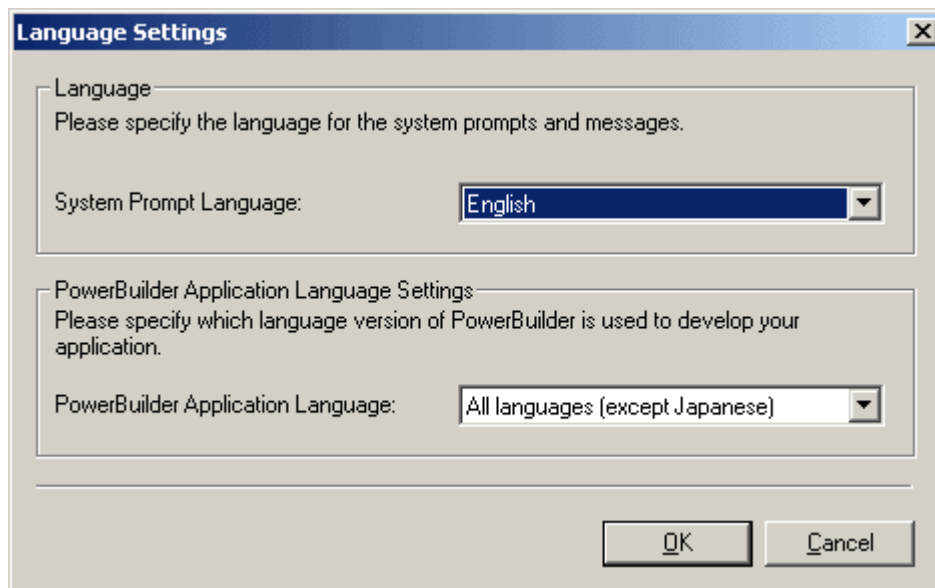 Language Settings
Language
Please specify the language for the system prompts and messages.
System Prompt Language:
English
PowerBuilder Application Language Settings
Please specify which language version of PowerBuilder is used to develop your
application.
PowerBuilder Application Language:
All languages (except Japanese)
OK
Cancel